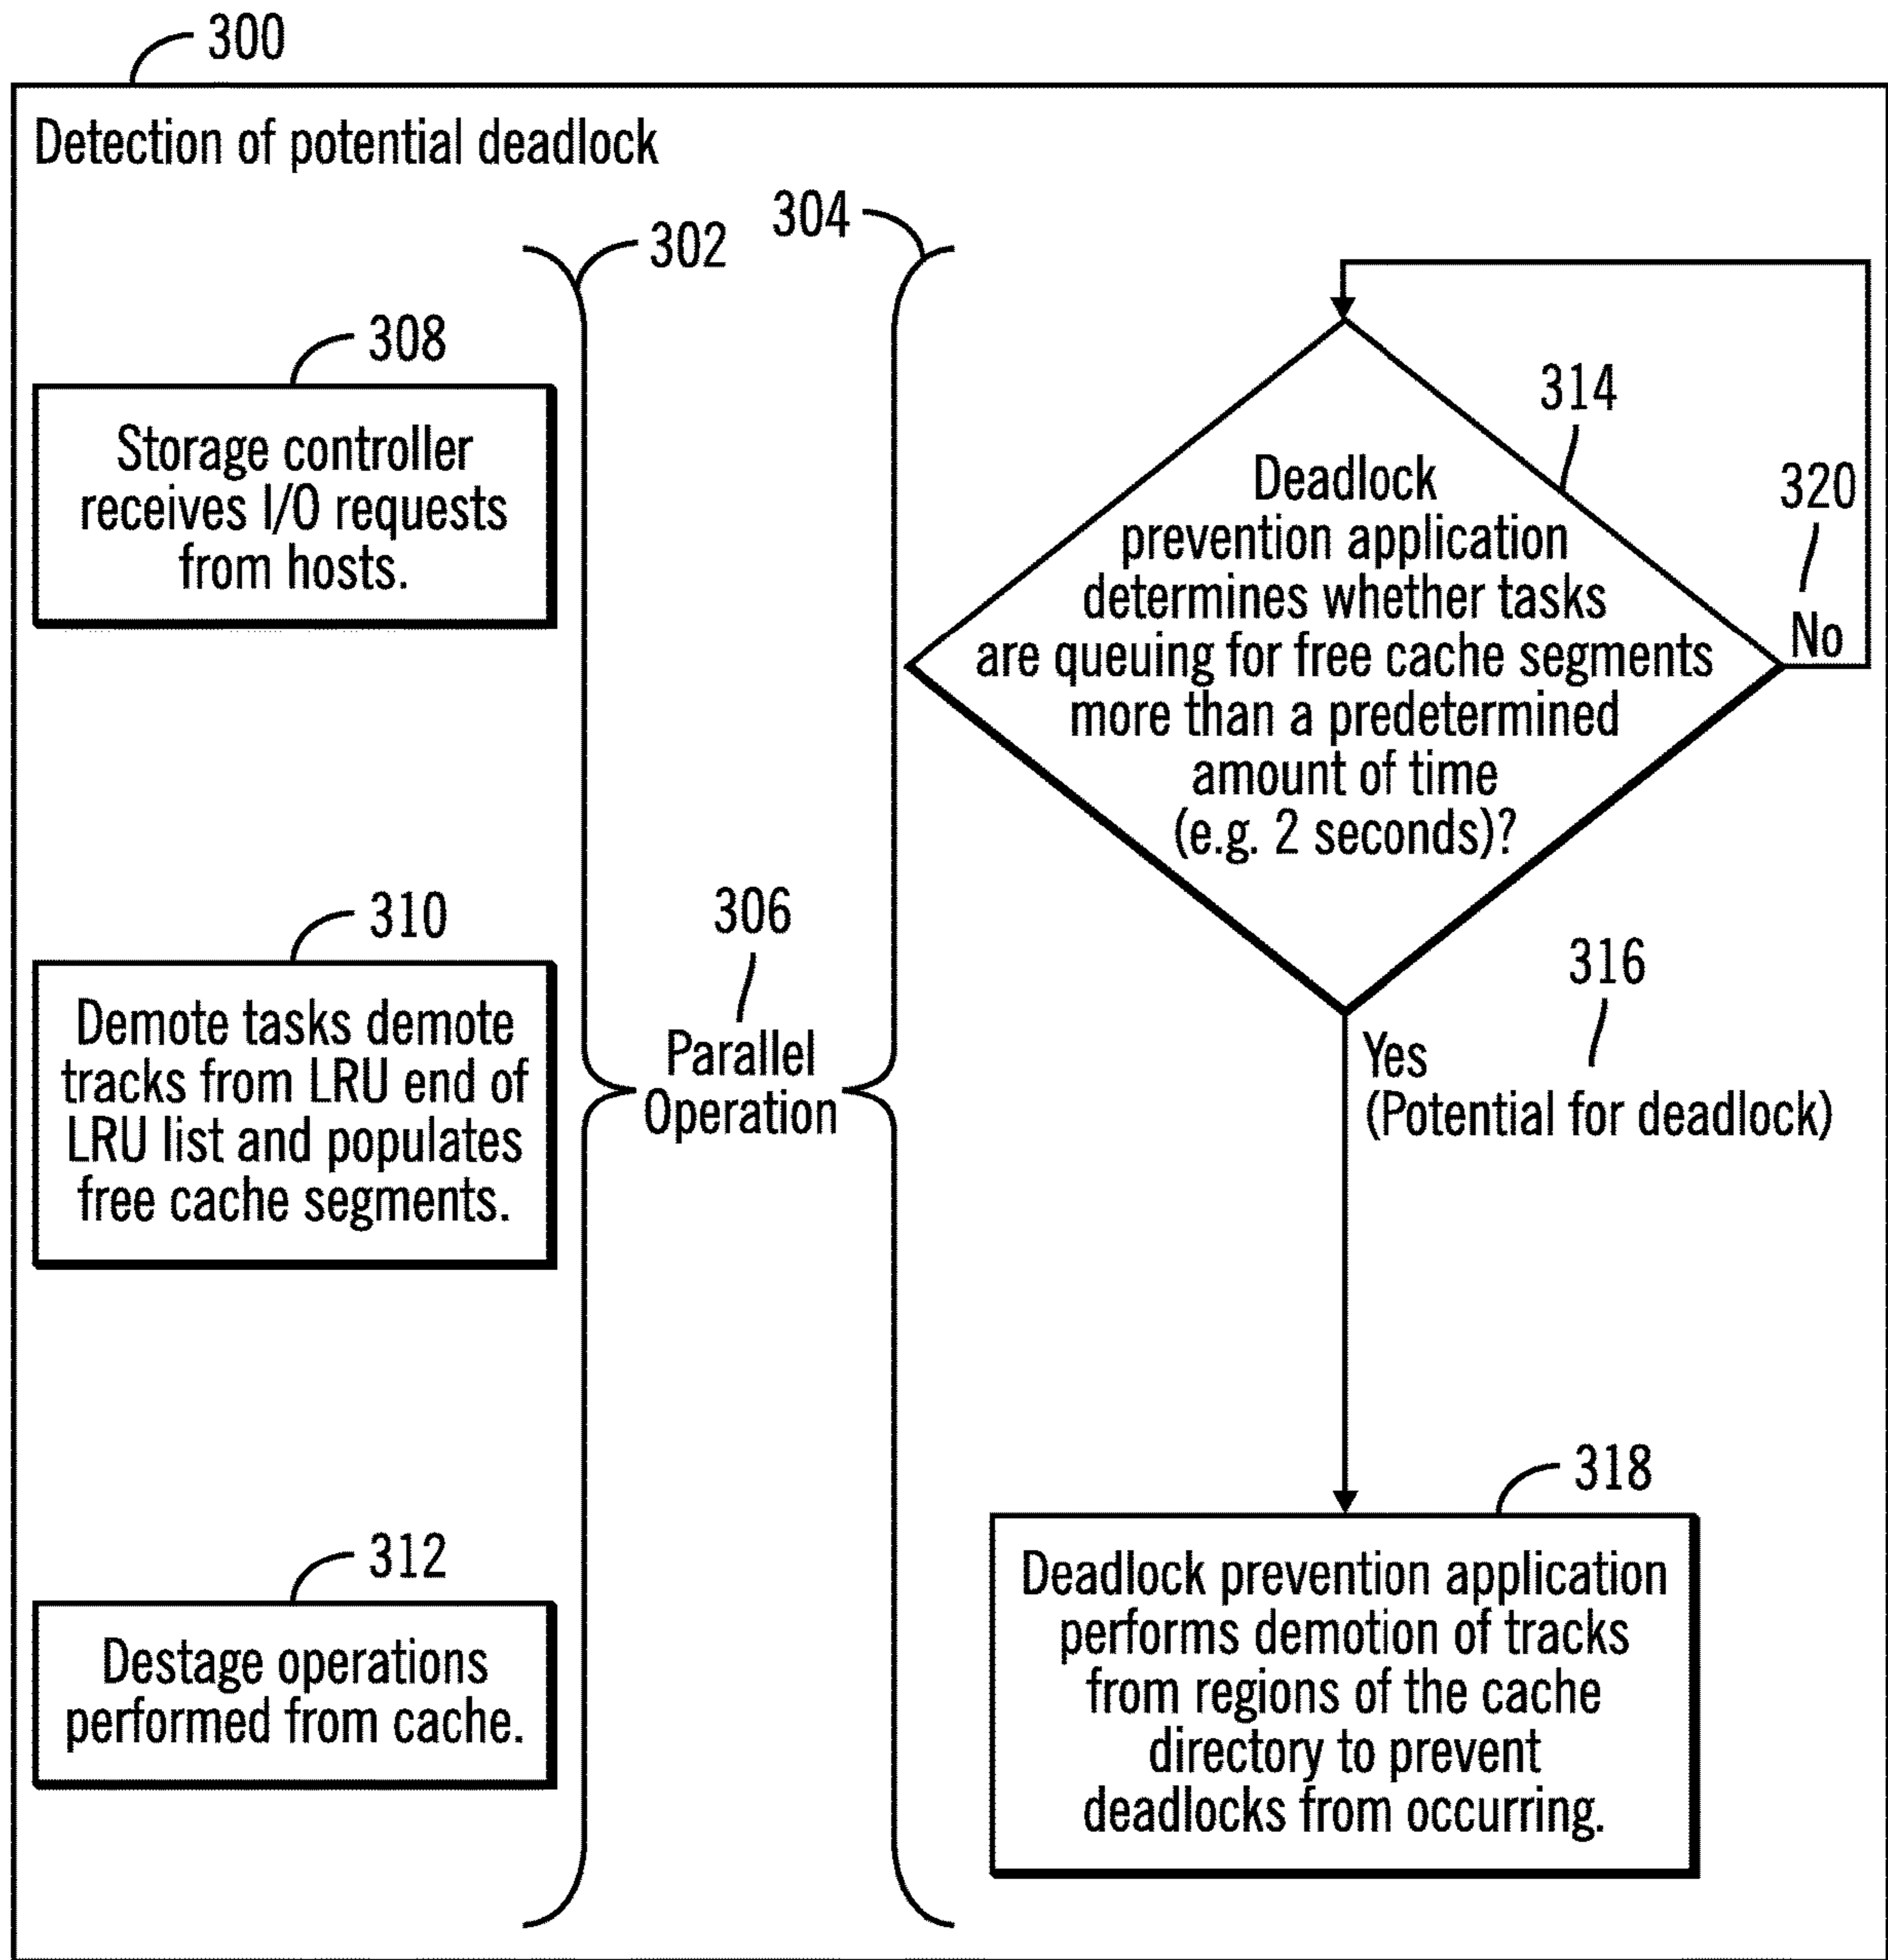 300
Detection of potential deadlock
302
304
308
Storage controller
receives I/O requests
from hosts.
310
Demote tasks demote
tracks from LRU end of
LRU list and populates
free cache segments.
312
Destage operations
performed from cache.
306
Parallel
Operation
314
Deadlock
prevention application
determines whether tasks
are queuing for free cache segments
more than a predetermined
amount of time
(e.g. 2 seconds)?
320
No
316
Yes
(Potential for deadlock)
318
Deadlock prevention application
performs demotion of tracks
from regions of the cache
directory to prevent
deadlocks from occurring.